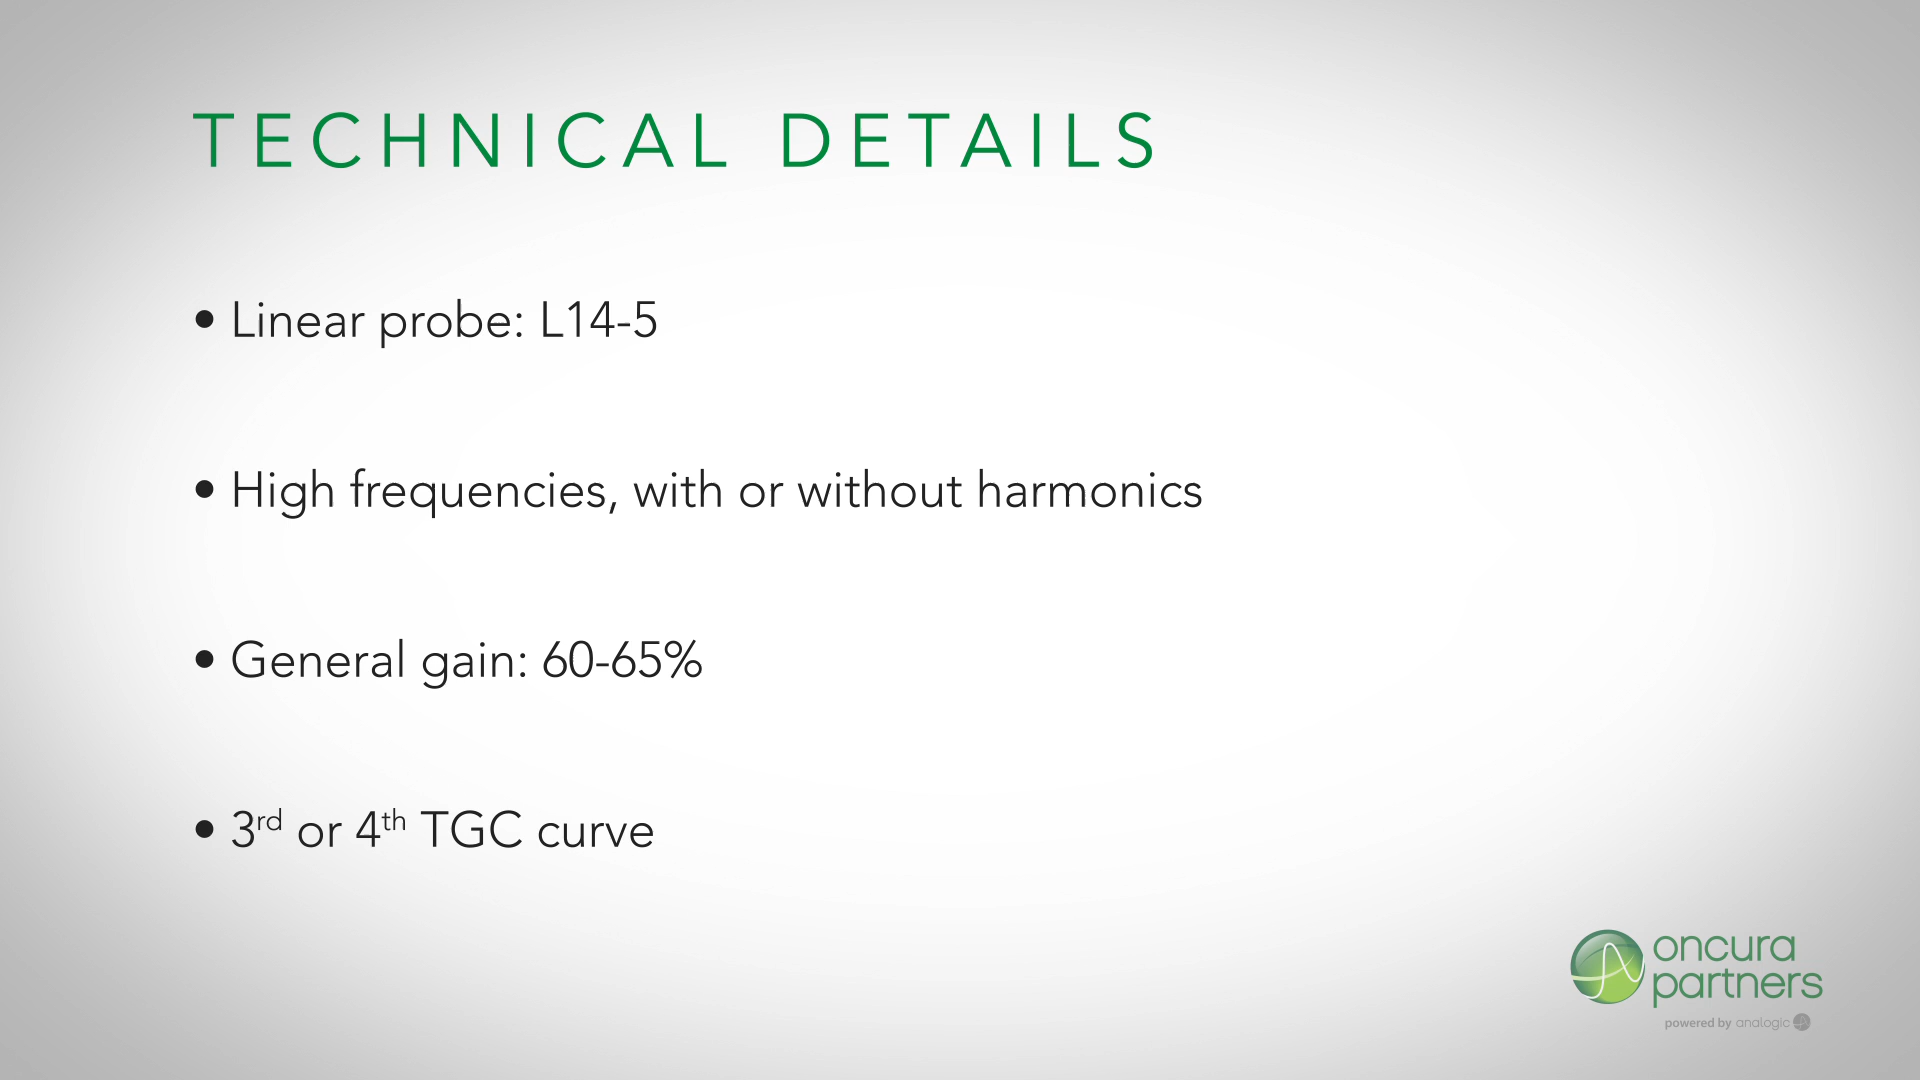 TECHNICAL DETAILS
• Linear probe: L14-5
• High frequencies, with or without harmonics
• General gain: 60-65%
• 3rd or 4th TGC curve
oncura
partners
powered by analogic